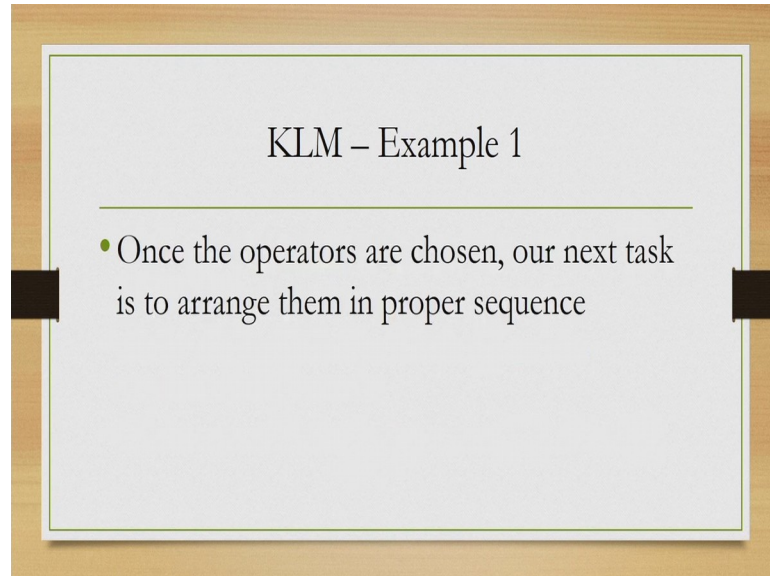 KLM – Example 1
• Once the operators are chosen, our next task
is to arrange them in proper sequence